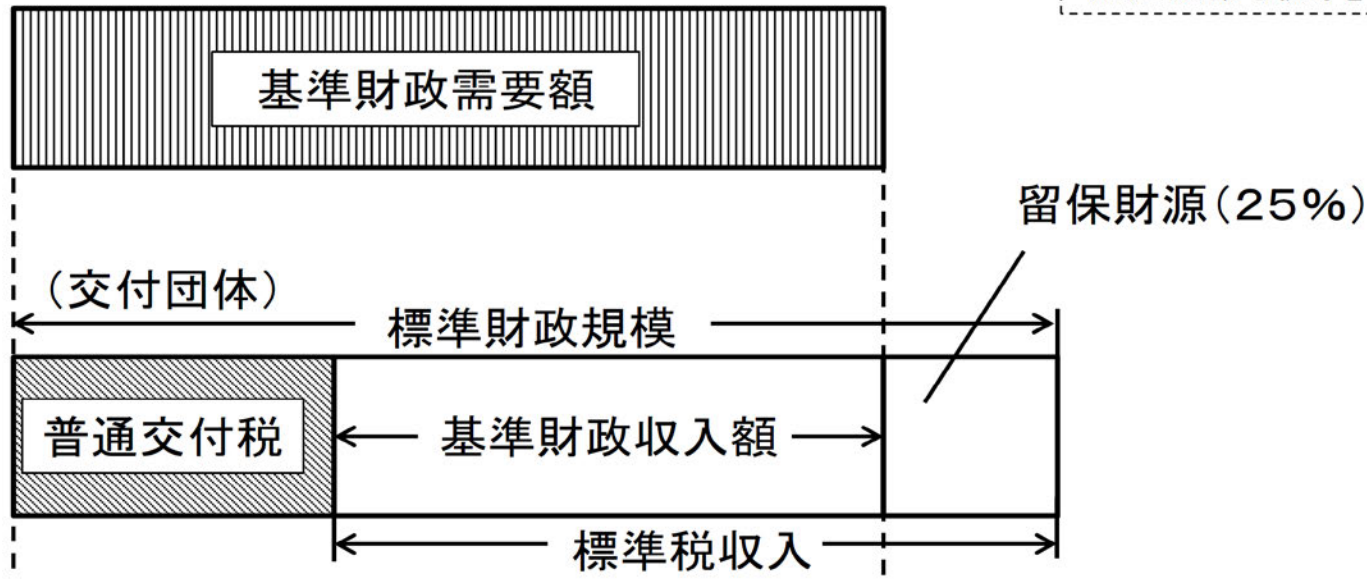 基準財政需要額
留保財源(25%)
(交付団体)
標準財政規模
普通交付税
基準財政収入額
標準税収入